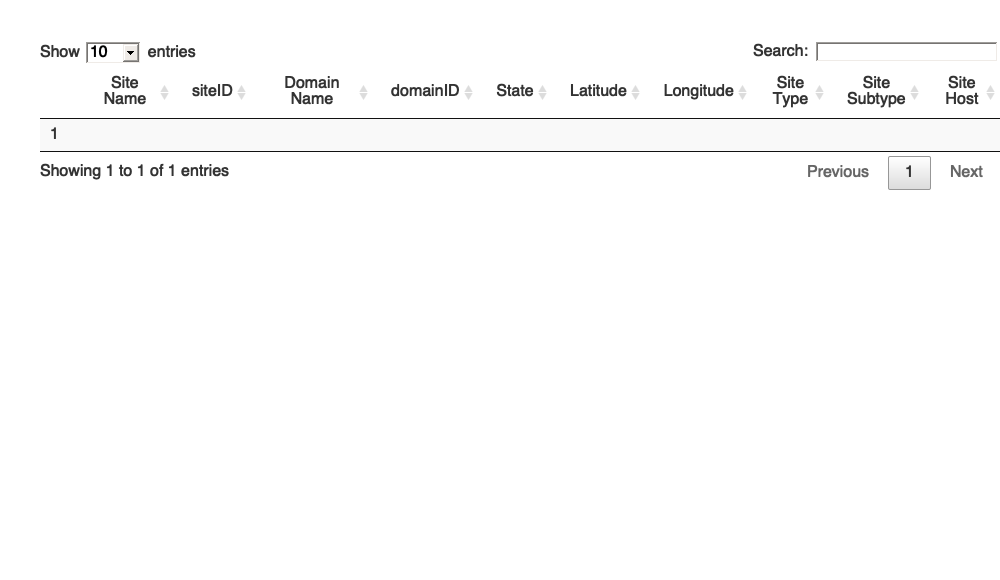 Show 10 entries Search:
Site Name siteID Domain Name domainID State Latitude Longitude Site Type Site Subtype Site Host
1
Showing 1 to 1 of 1 entries Previous 1 Next